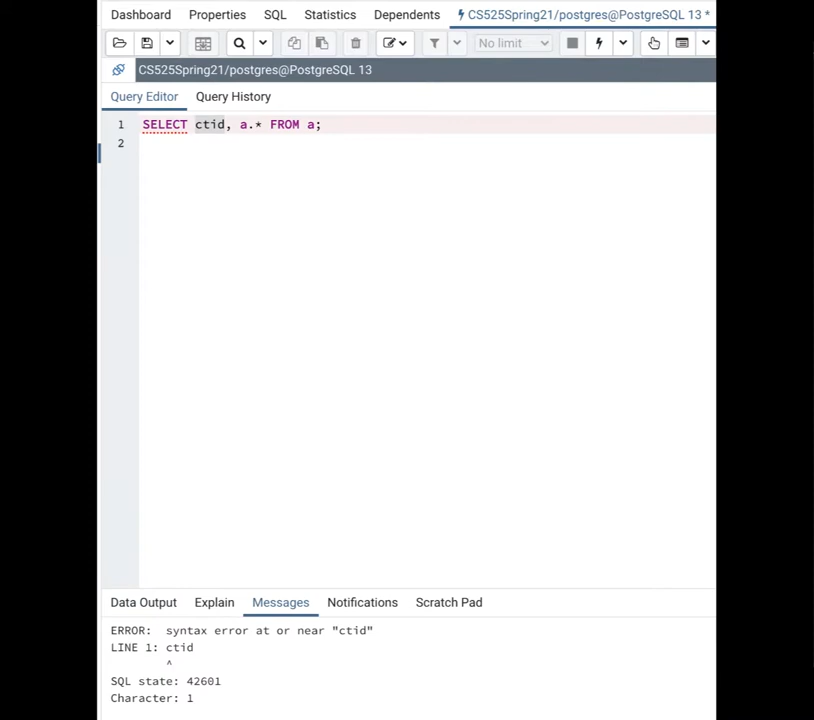 Dashboard Properties SQL Statistics Dependents CS525Spring21/postgres@PostgreSQL 13 *
No limit
CS525Spring21/postgres@PostgreSQL 13
Query Editor Query History
1 SELECT ctid, a.* FROM a;
2
Data Output Explain Messages Notifications Scratch Pad
ERROR: syntax error at or near "ctid"
LINE 1: ctid
^
SQL state: 42601
Character: 1